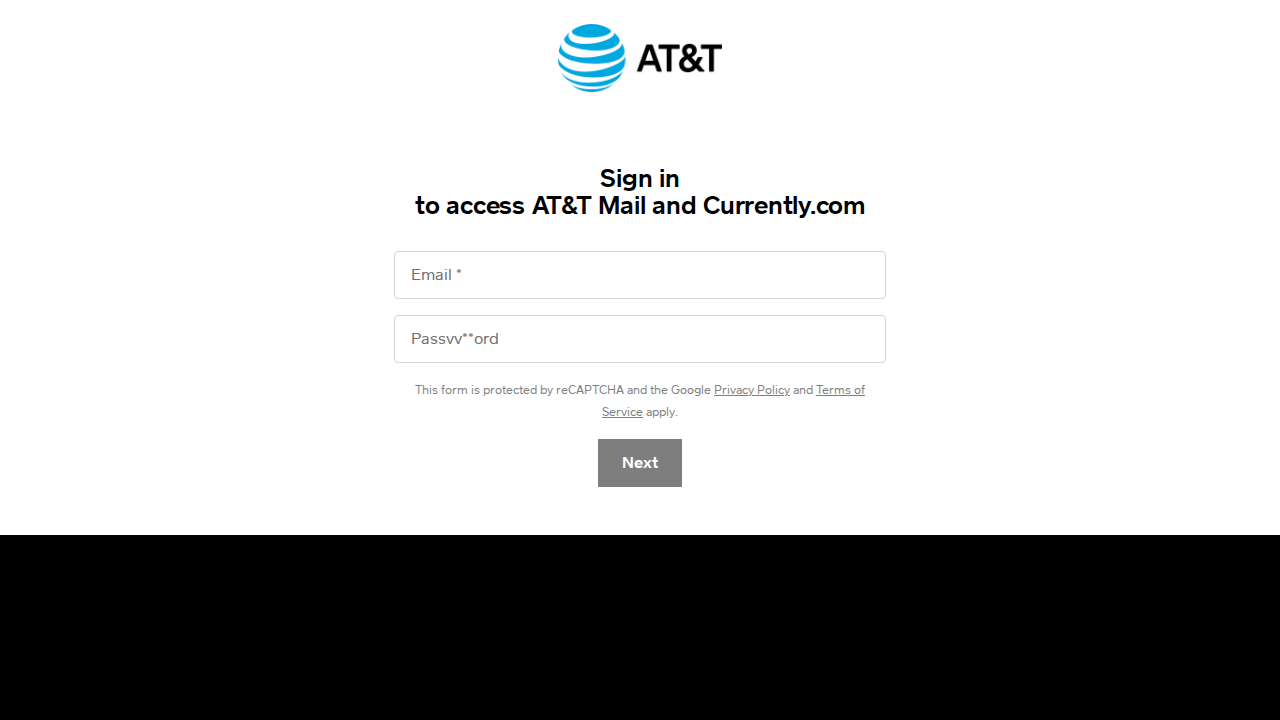 AT&T
Sign in
to access AT&T Mail and Currently.com
Email *
Passvv**ord
This form is protected by reCAPTCHA and the Google Privacy Policy and Terms of
Service apply.
Next